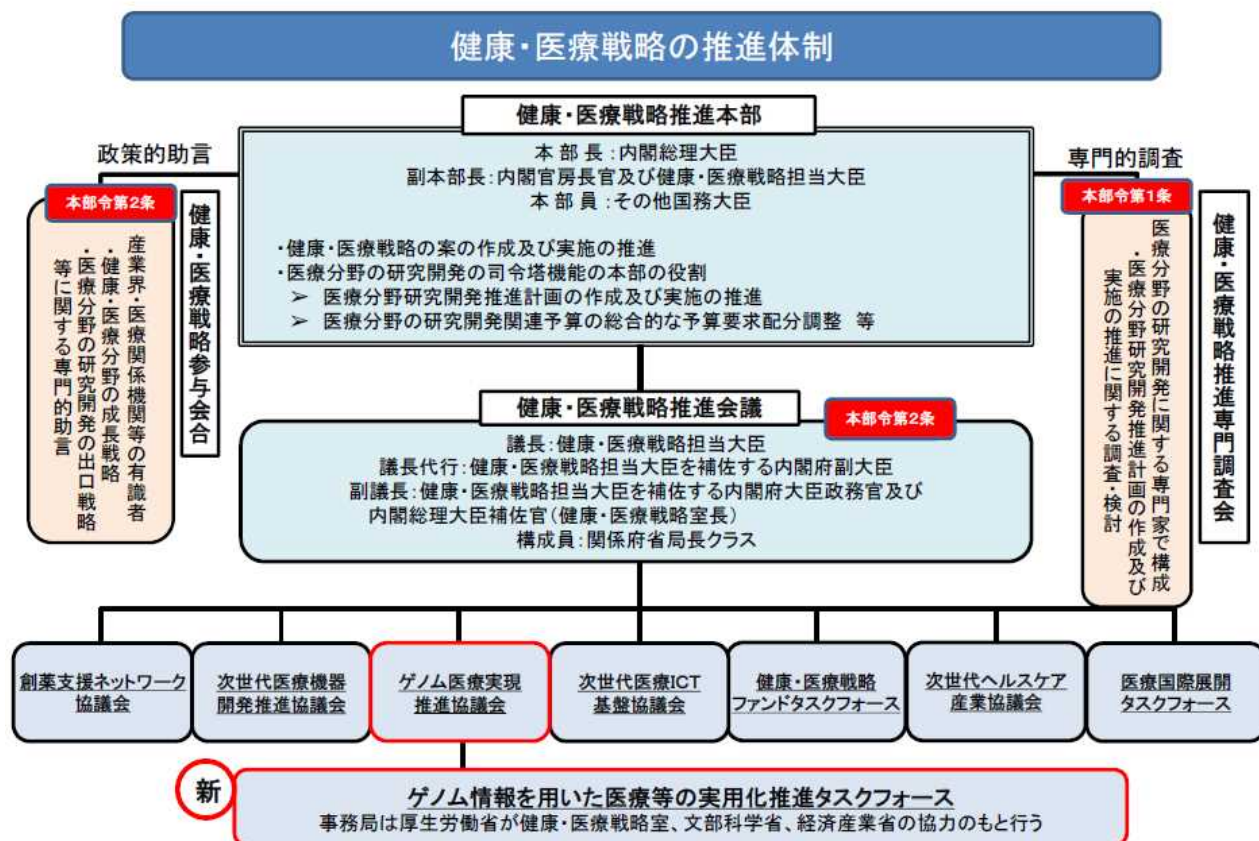 健康・医療戦略の推進体制
健康・医療戦略推進本部
本部長：内閣総理大臣
副本部長：内閣官房長官及び健康・医療戦略担当大臣
本部員：その他国務大臣
・健康・医療戦略の案の作成及び実施の推進
・医療分野の研究開発の司令塔機能の本部の役割
➢ 医療分野研究開発推進計画の作成及び実施の推進
➢ 医療分野の研究開発関連予算の総合的な予算要求配分調整 等
政策的助言
本部令第2条
健康・医療戦略参与会合
産業界・医療関係機関等の有識者
・健康・医療分野の成長戦略
・医療分野の研究開発の出口戦略
等に関する専門的助言
専門的調査
本部令第1条
健康・医療戦略推進専門調査会
医療分野の研究開発に関する専門家で構成
・医療分野研究開発推進計画の作成及び
実施の推進に関する調査・検討
健康・医療戦略推進会議
本部令第2条
議長：健康・医療戦略担当大臣
議長代行：健康・医療戦略担当大臣を補佐する内閣府副大臣
副議長：健康・医療戦略担当大臣を補佐する内閣府大臣政務官及び
内閣総理大臣補佐官（健康・医療戦略室長）
構成員：関係府省局長クラス
創薬支援ネットワーク
協議会
次世代医療機器
開発推進協議会
ゲノム医療実現
推進協議会
次世代医療ICT
基盤協議会
健康・医療戦略
ファンドタスクフォース
次世代ヘルスケア
産業協議会
医療国際展開
タスクフォース
新
ゲノム情報を用いた医療等の実用化推進タスクフォース
事務局は厚生労働省が健康・医療戦略室、文部科学省、経済産業省の協力のもと行う